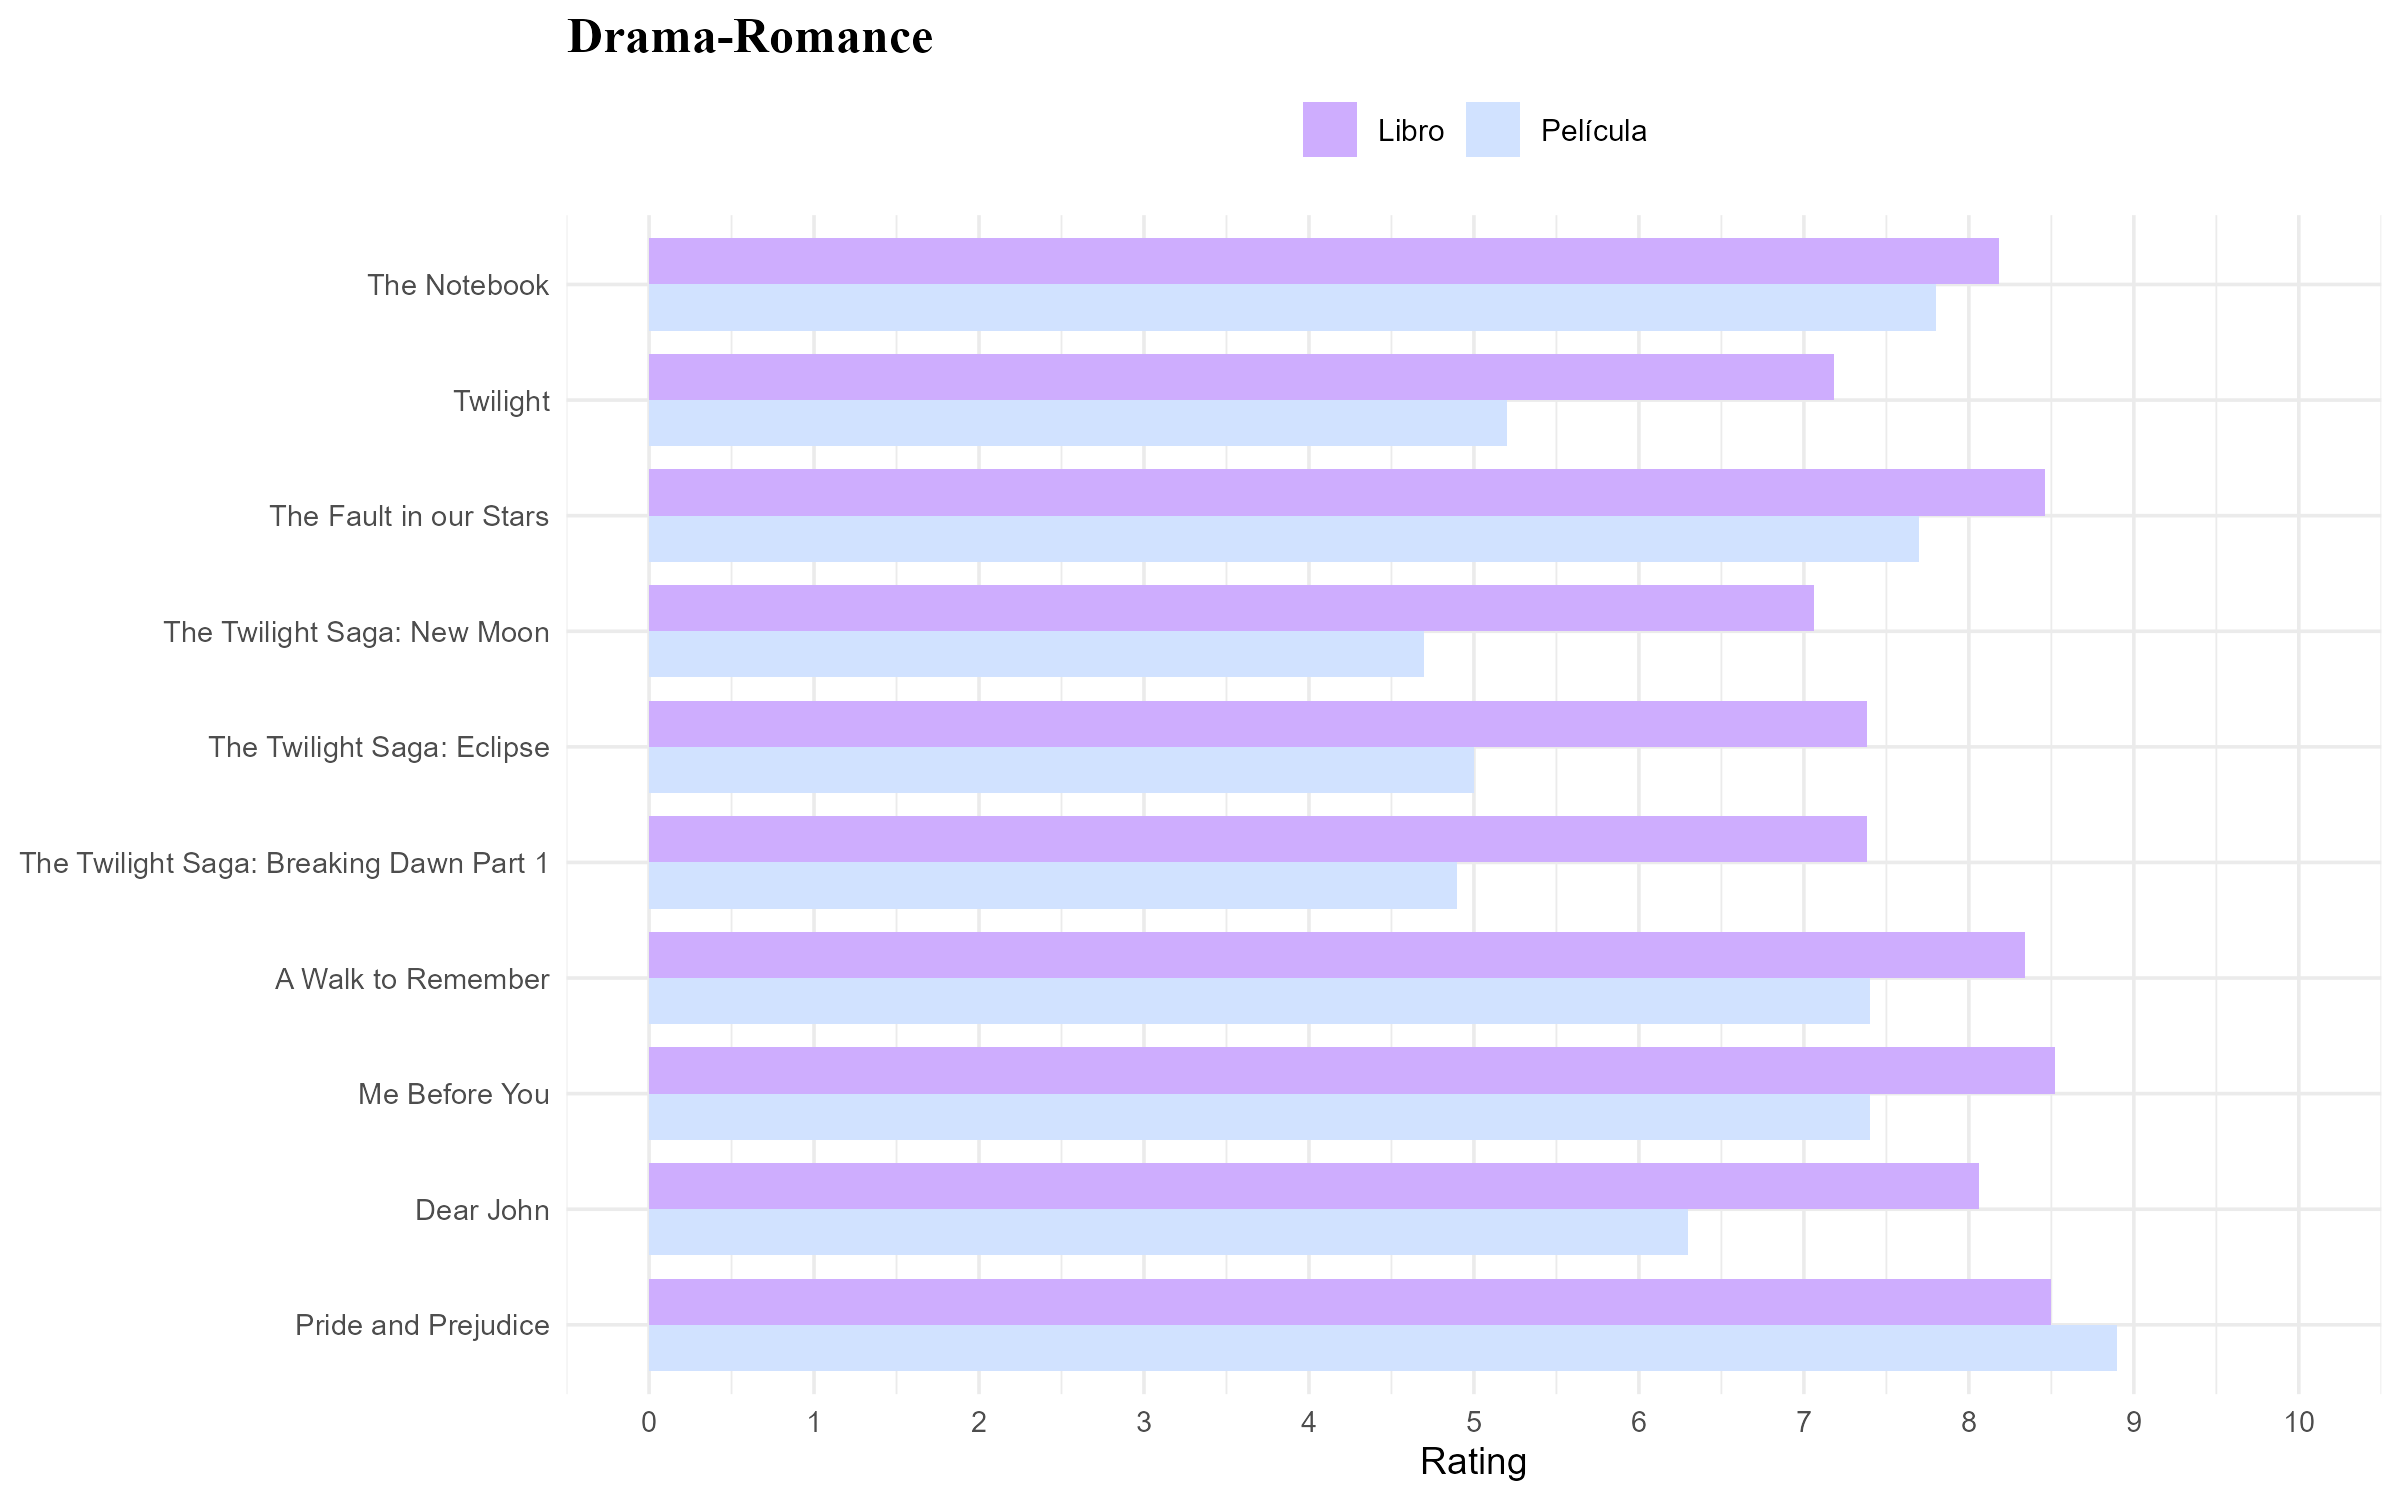 Drama-Romance
Libro
Película
The Notebook
Twilight
The Fault in our Stars
The Twilight Saga: New Moon
The Twilight Saga: Eclipse
The Twilight Saga: Breaking Dawn Part 1
A Walk to Remember
Me Before You
Dear John
Pride and Prejudice
0 1 2 3 4 5 6 7 8 9 10
Rating